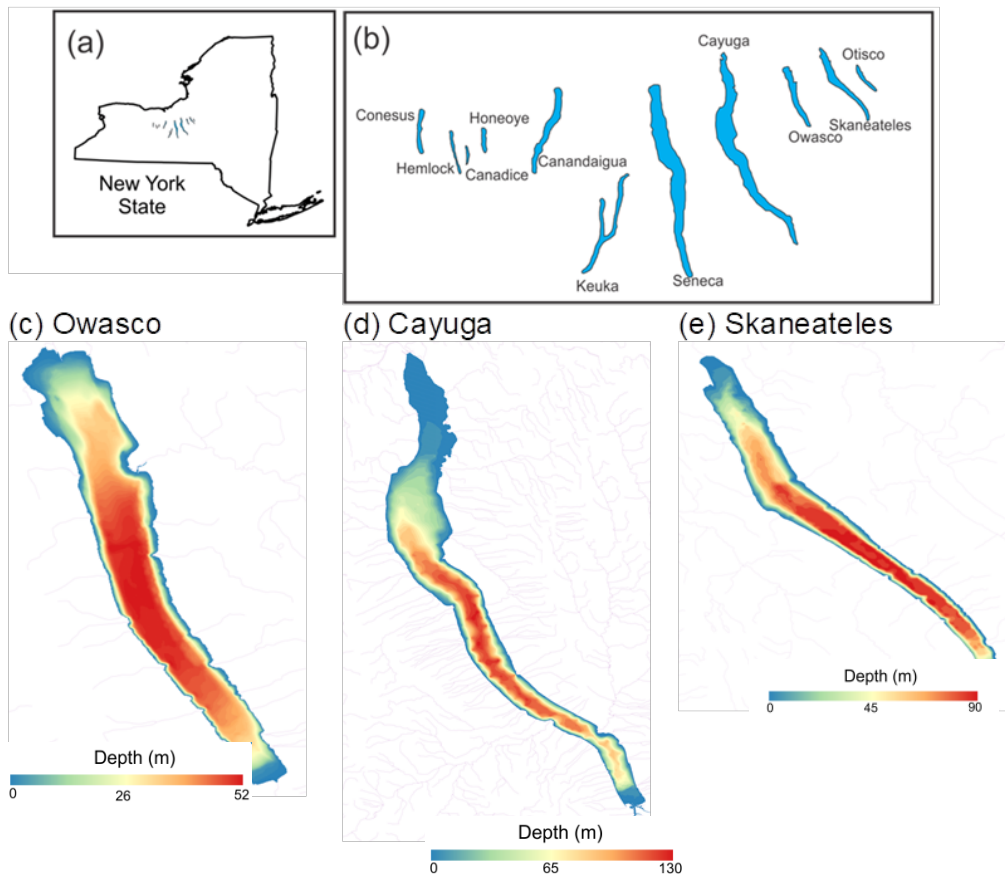 (a)
New York
State
(b)
Cayuga
Otisco
Conesus
Honeoye
Owasco
Skaneateles
Hemlock
Canadice
Canandaigua
Keuka
Seneca
(c) Owasco
(d) Cayuga
(e) Skaneateles
Depth (m)
0 45 90
Depth (m)
0 26 52
Depth (m)
0 65 130